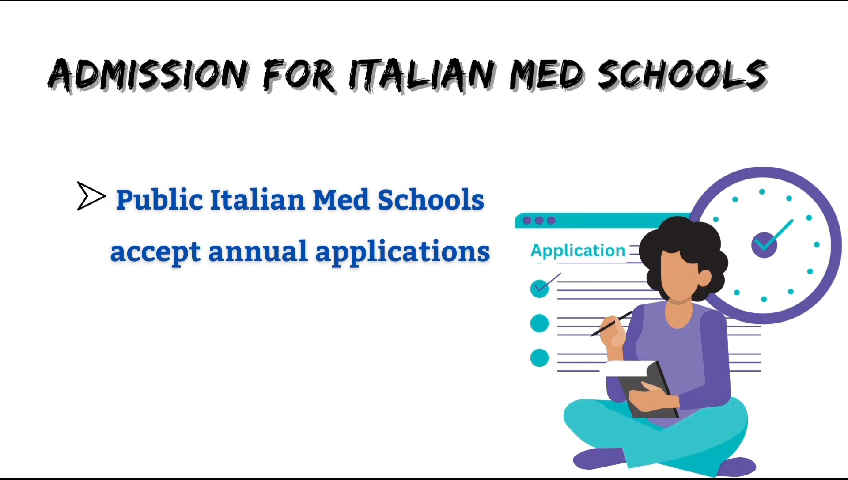 ADMISSION FOR ITALIAN MED SCHOOLS
Public Italian Med Schools
accept annual applications
Application